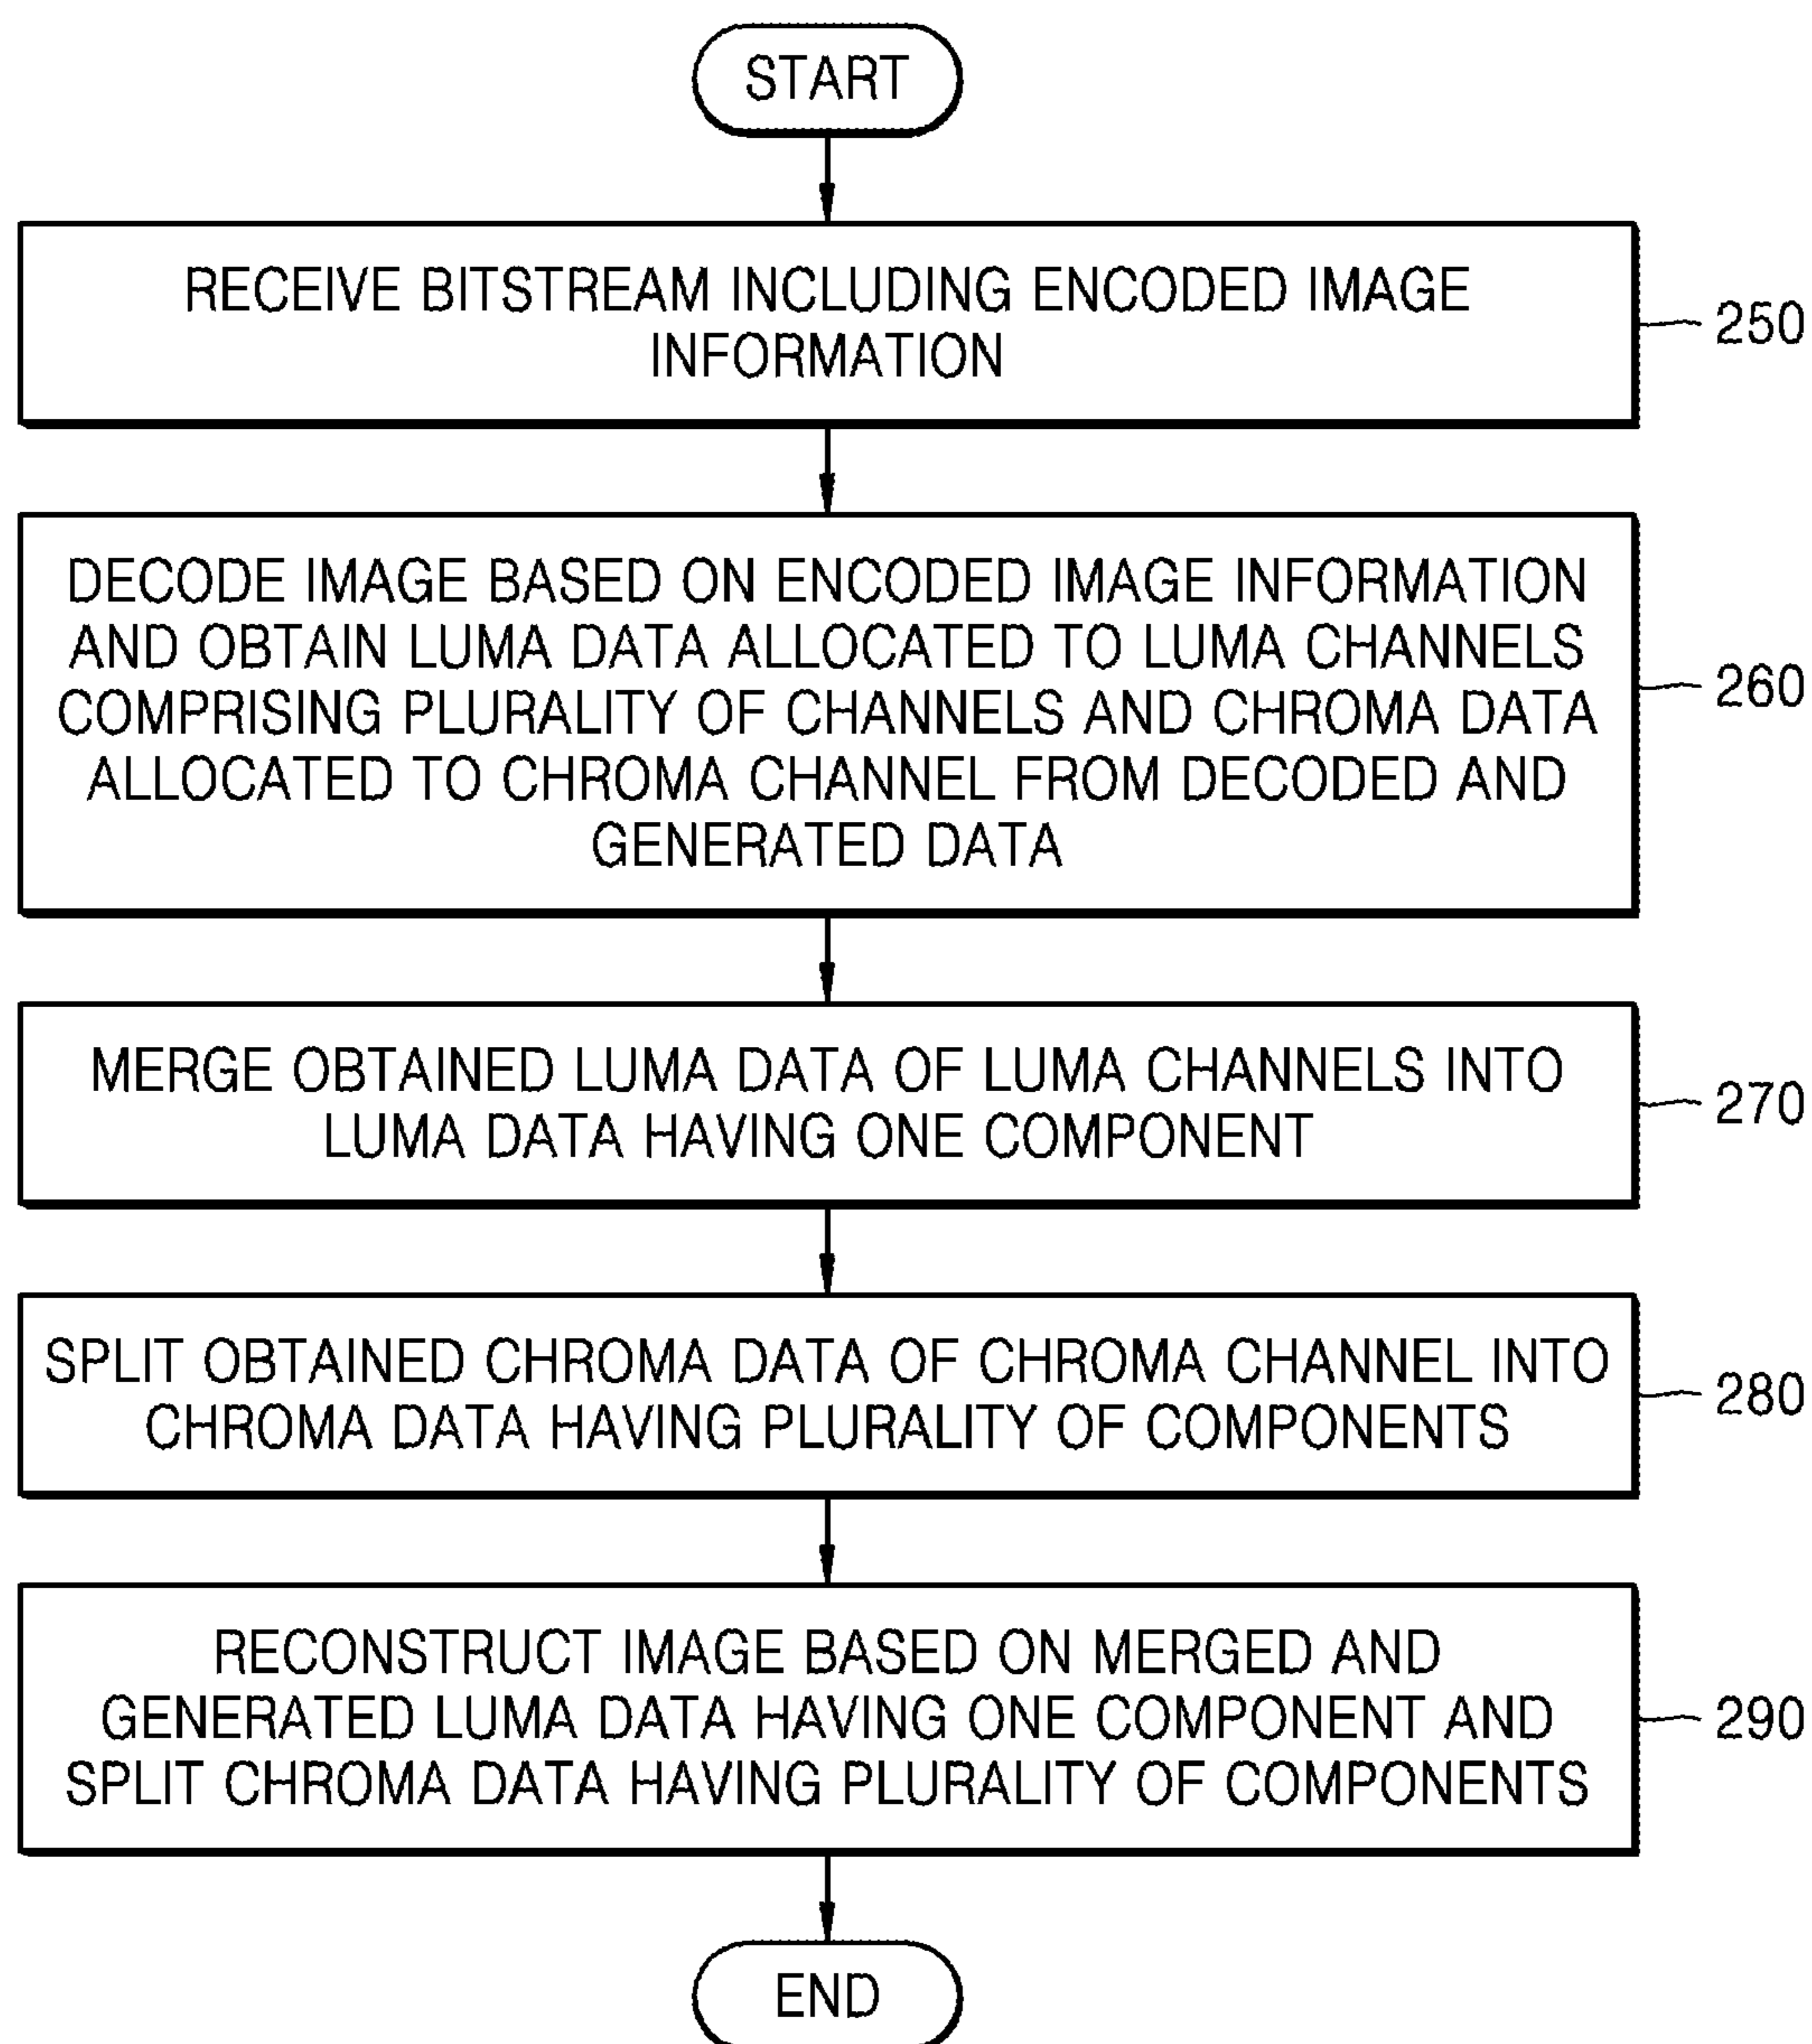 START
RECEIVE BITSTREAM INCLUDING ENCODED IMAGE
INFORMATION
250
DECODE IMAGE BASED ON ENCODED IMAGE INFORMATION
AND OBTAIN LUMA DATA ALLOCATED TO LUMA CHANNELS
COMPRISING PLURALITY OF CHANNELS AND CHROMA DATA
ALLOCATED TO CHROMA CHANNEL FROM DECODED AND
GENERATED DATA
260
MERGE OBTAINED LUMA DATA OF LUMA CHANNELS INTO
LUMA DATA HAVING ONE COMPONENT
270
SPLIT OBTAINED CHROMA DATA OF CHROMA CHANNEL INTO
CHROMA DATA HAVING PLURALITY OF COMPONENTS
280
RECONSTRUCT IMAGE BASED ON MERGED AND
GENERATED LUMA DATA HAVING ONE COMPONENT AND
SPLIT CHROMA DATA HAVING PLURALITY OF COMPONENTS
290
END